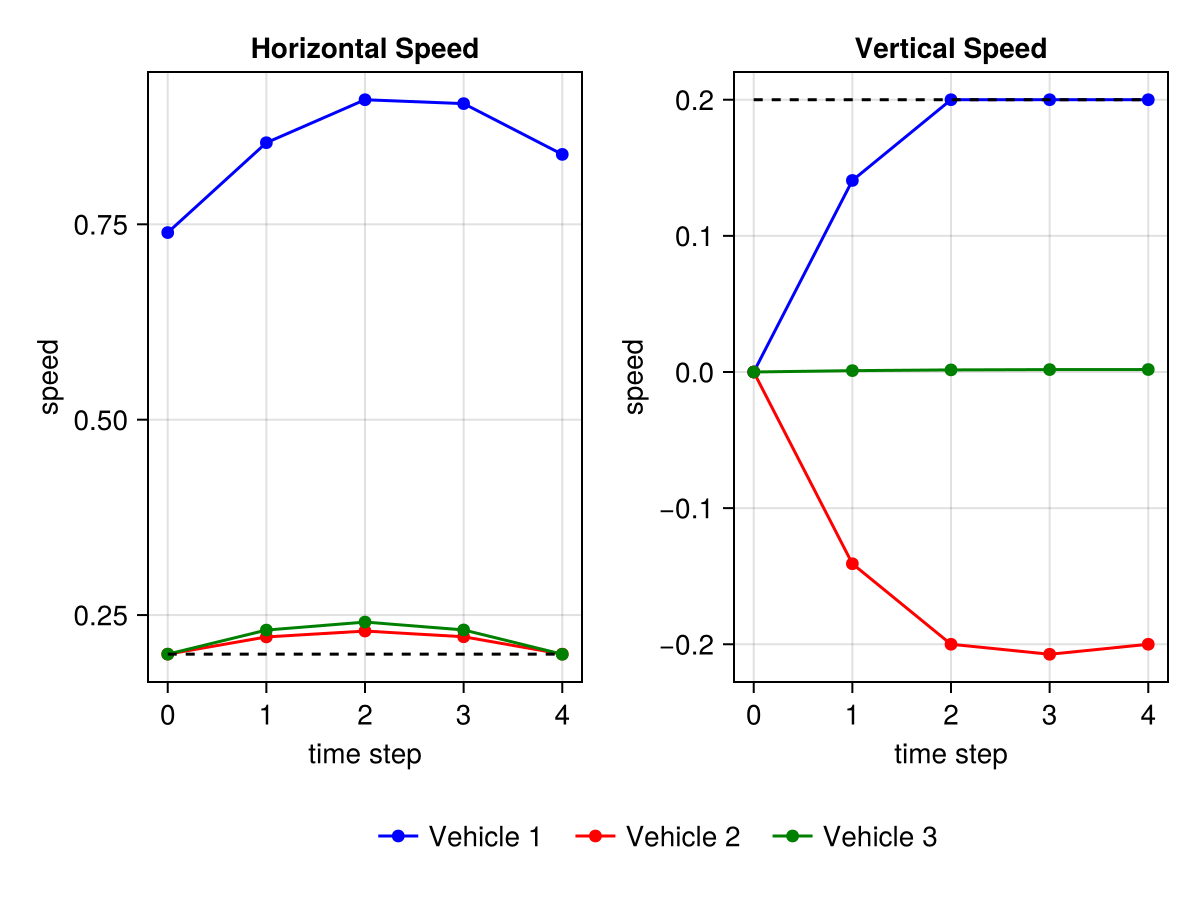 Horizontal Speed
speed
0.75
0.50
0.25
0
1
2
3
4
time step
Vertical Speed
speed
0.2
0.1
0.0
−0.1
−0.2
0
1
2
3
4
time step
Vehicle 1
Vehicle 2
Vehicle 3